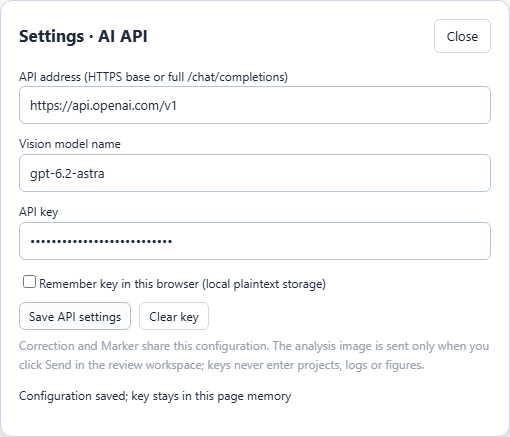 Settings · AI API
Close
API address (HTTPS base or full /chat/completions)
https://api.openai.com/v1
Vision model name
gpt-6.2-astra
API key
••••••••••••••••••••••••••••
Remember key in this browser (local plaintext storage)
Save API settings
Clear key
Correction and Marker share this configuration. The analysis image is sent only when you
click Send in the review workspace; keys never enter projects, logs or figures.
Configuration saved; key stays in this page memory